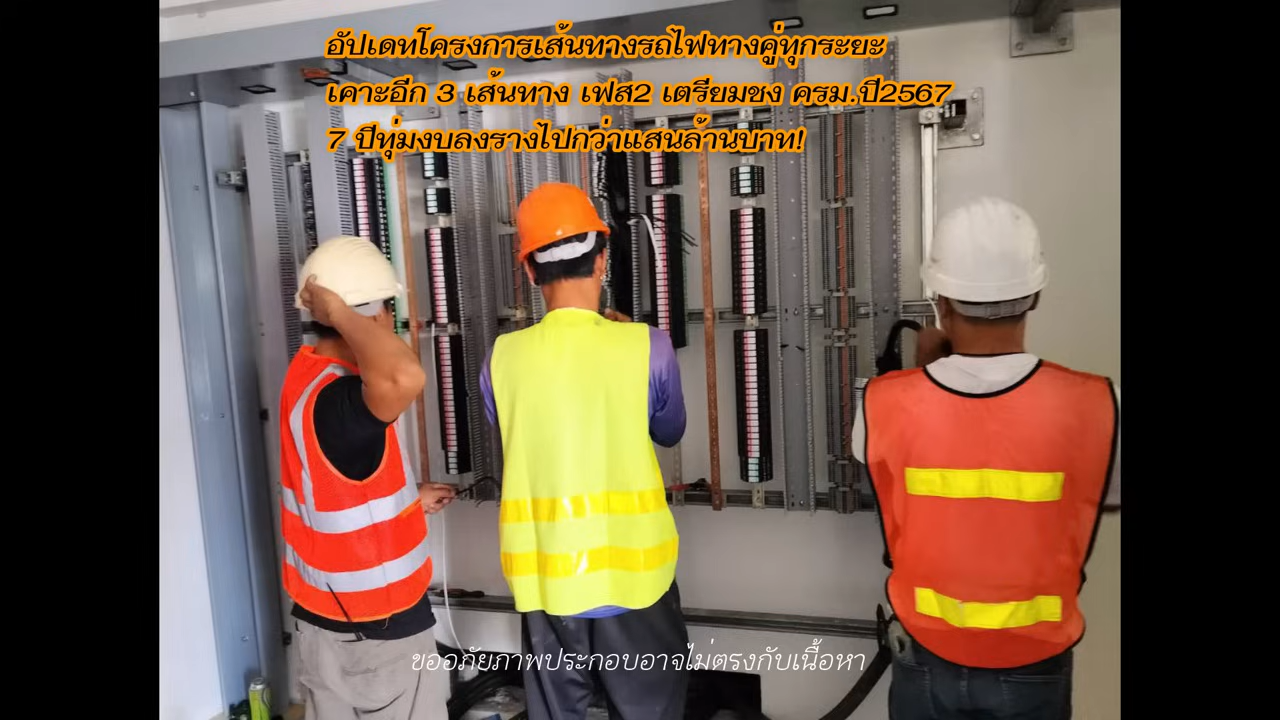 อัปเดทโครงการเส้นทางรถไฟทางคู่ทุกระยะ
เคาะอีก 3 เส้นทาง เฟส2 เตรียมชง ครม.ปี2567
7 ปีทุ่มงบลงรางไปกว่าแสนล้านบาท!
ขออภัยภาพประกอบอาจไม่ตรงกับเนื้อหา